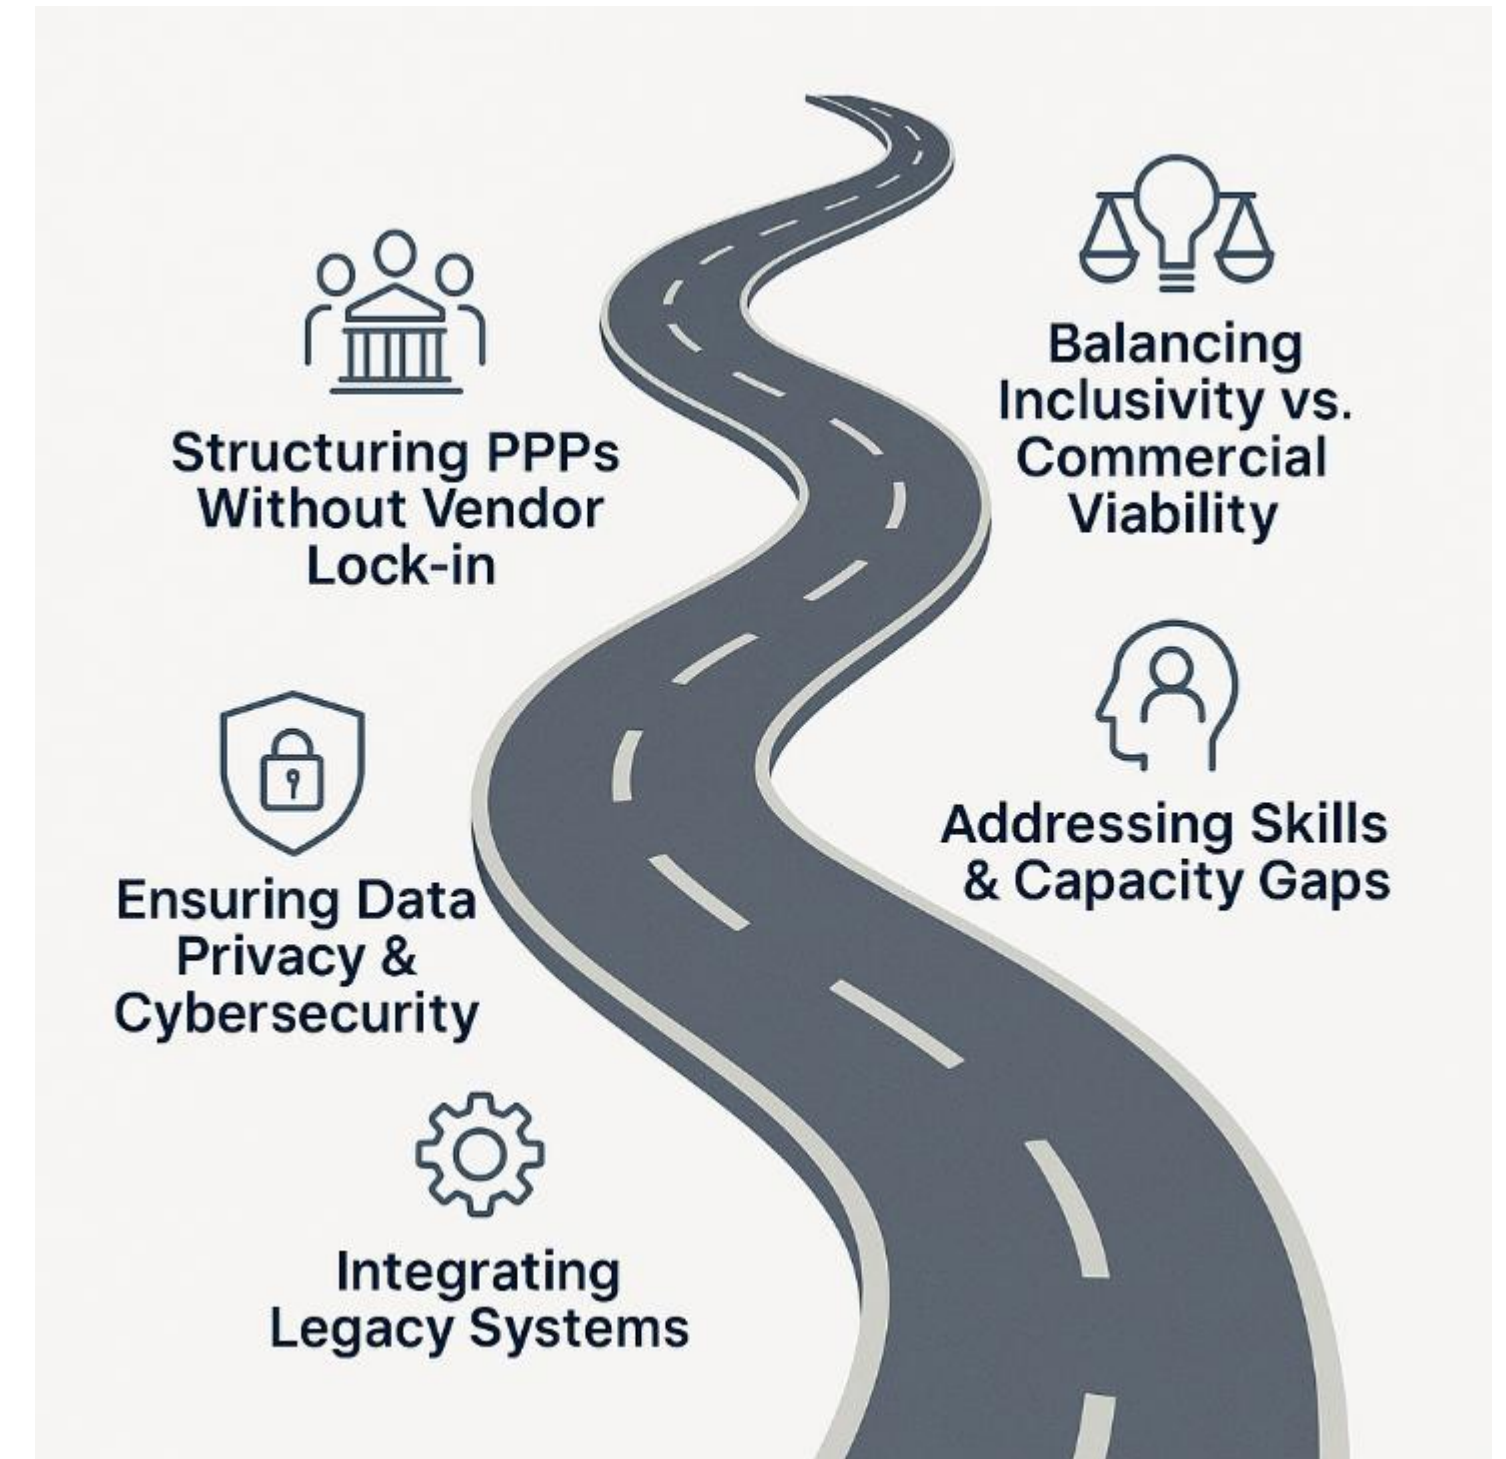 Structuring PPPs
Without Vendor
Lock-in
Balancing
Inclusivity vs.
Commercial
Viability
Ensuring Data
Privacy &
Cybersecurity
Addressing Skills
& Capacity Gaps
Integrating
Legacy Systems